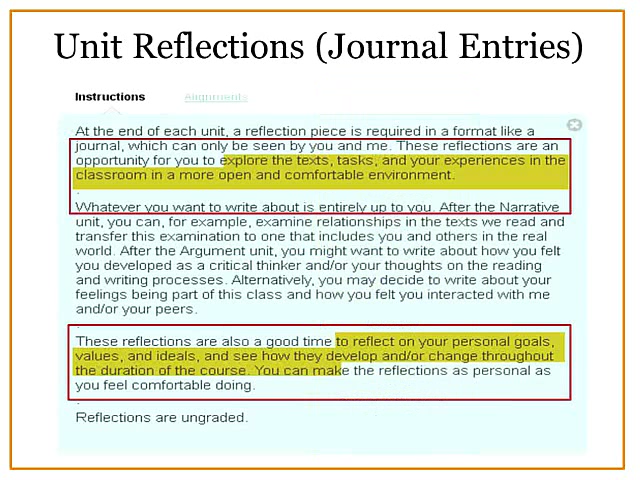 Unit Reflections (Journal Entries)
Instructions Alignments
At the end of each unit, a reflection piece is required in a format like a
journal, which can only be seen by you and me. These reflections are an
opportunity for you to explore the texts, tasks, and your experiences in the
classroom in a more open and comfortable environment.
.
Whatever you want to write about is entirely up to you. After the Narrative
unit, you can, for example, examine relationships in the texts we read and
transfer this examination to one that includes you and others in the real
world. After the Argument unit, you might want to write about how you felt
you developed as a critical thinker and/or your thoughts on the reading
and writing processes. Alternatively, you may decide to write about your
feelings being part of this class and how you felt you interacted with me
and/or your peers.
.
These reflections are also a good time to reflect on your personal goals,
values, and ideals, and see how they develop and/or change throughout
the duration of the course. You can make the reflections as personal as
you feel comfortable doing.
.
Reflections are ungraded.